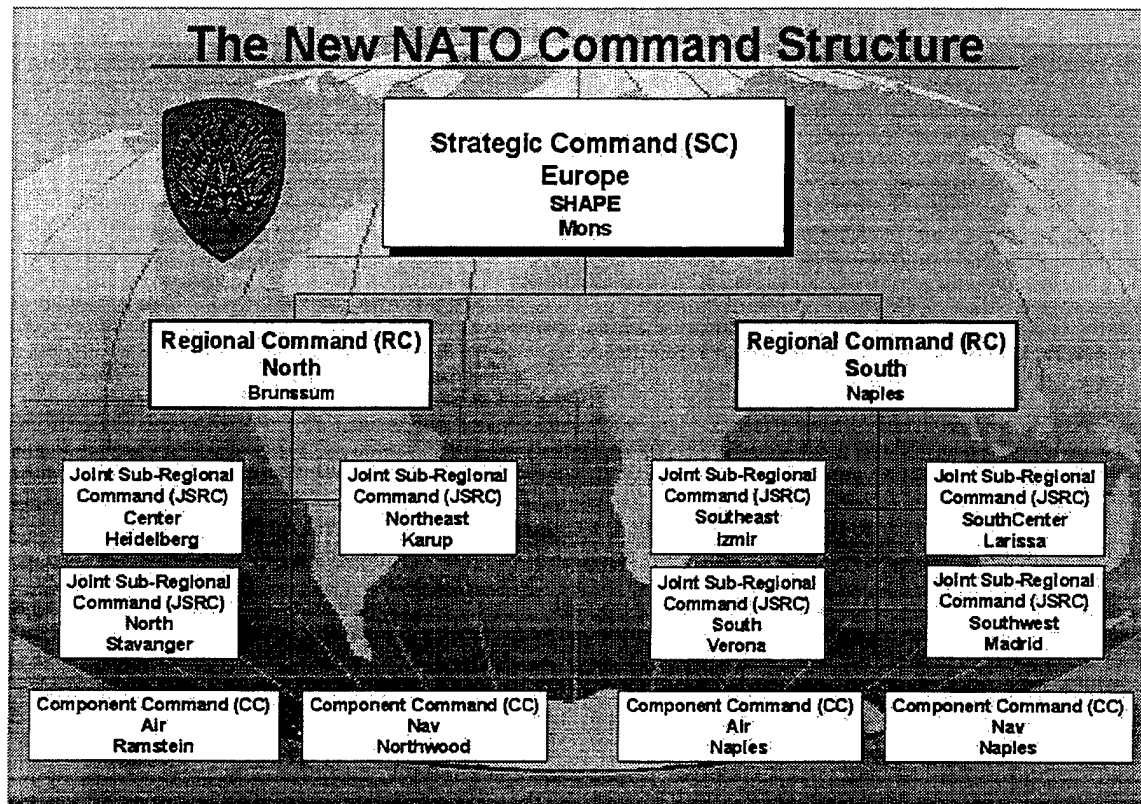 The New NATO Command Structure
Strategic Command (SC)
Europe
SHAPE
Mons
Regional Command (RC)
North
Brunssum
Regional Command (RC)
South
Naples
Joint Sub-Regional
Command (JSRC)
Center
Heidelberg
Joint Sub-Regional
Command (JSRC)
Northeast
Karup
Joint Sub-Regional
Command (JSRC)
Southeast
Izmir
Joint Sub-Regional
Command (JSRC)
SouthCenter
Larissa
Joint Sub-Regional
Command (JSRC)
North
Stavanger
Joint Sub-Regional
Command (JSRC)
South
Verona
Joint Sub-Regional
Command (JSRC)
Southwest
Madrid
Component Command (CC)
Air
Ramstein
Component Command (CC)
Nav
Northwood
Component Command (CC)
Air
Naples
Component Command (CC)
Nav
Naples